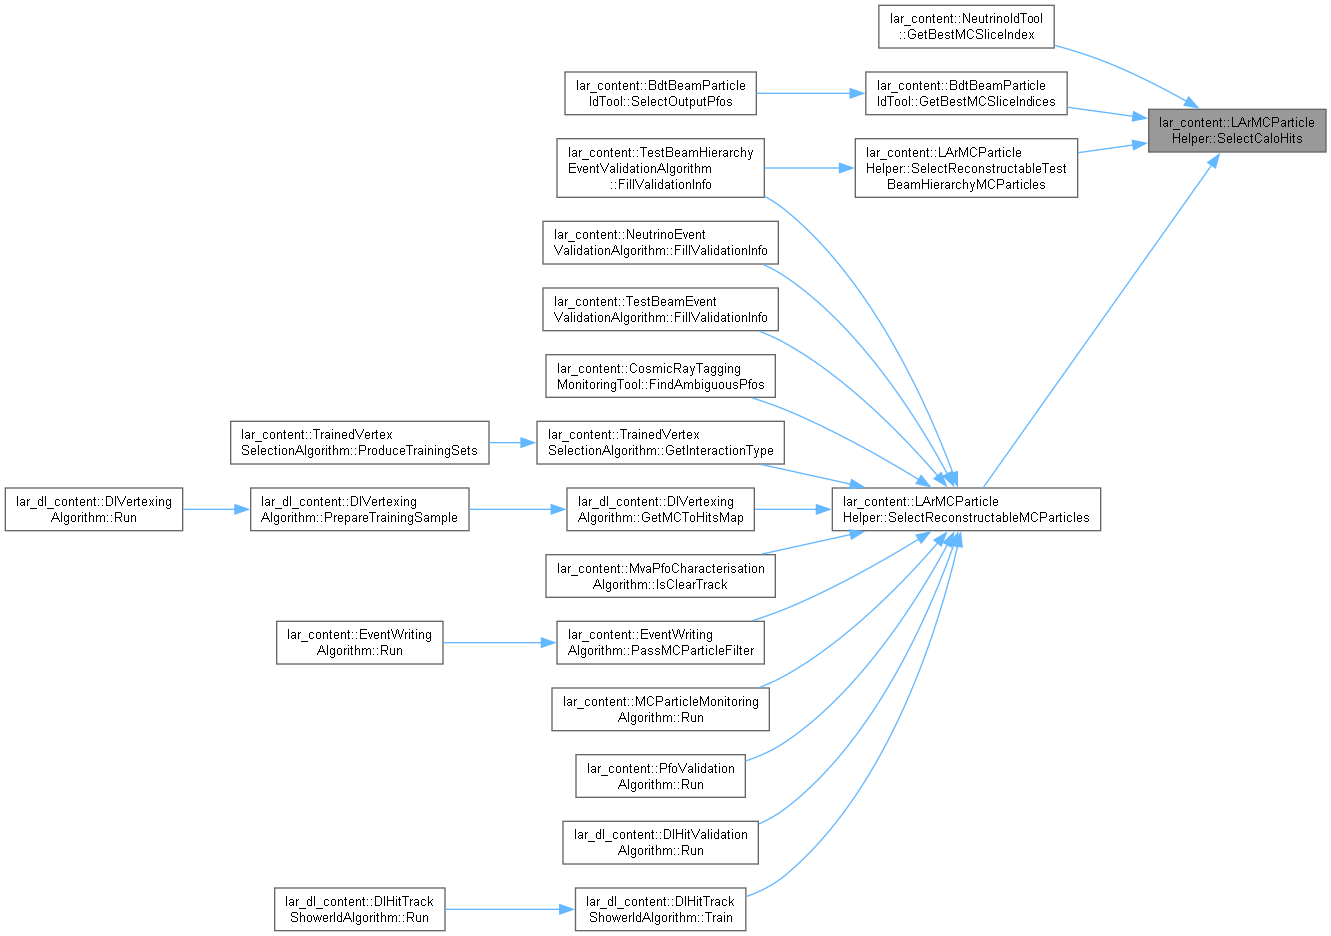 lar_content::NeutrinoIdTool
::GetBestMCSliceIndex
lar_content::BdtBeamParticle
IdTool::SelectOutputPfos
lar_content::BdtBeamParticle
IdTool::GetBestMCSliceIndices
lar_content::LArMCParticle
Helper::SelectCaloHits
lar_content::TestBeamHierarchy
EventValidationAlgorithm
::FillValidationInfo
lar_content::LArMCParticle
Helper::SelectReconstructableTest
BeamHierarchyMCParticles
lar_content::NeutrinoEvent
ValidationAlgorithm::FillValidationInfo
lar_content::TestBeamEvent
ValidationAlgorithm::FillValidationInfo
lar_content::CosmicRayTagging
MonitoringTool::FindAmbiguousPfos
lar_content::TrainedVertex
SelectionAlgorithm::ProduceTrainingSets
lar_content::TrainedVertex
SelectionAlgorithm::GetInteractionType
lar_dl_content::DlVertexing
Algorithm::Run
lar_dl_content::DlVertexing
Algorithm::PrepareTrainingSample
lar_dl_content::DlVertexing
Algorithm::GetMCToHitsMap
lar_content::LArMCParticle
Helper::SelectReconstructableMCParticles
lar_content::MvaPfoCharacterisation
Algorithm::IsClearTrack
lar_content::EventWriting
Algorithm::Run
lar_content::EventWriting
Algorithm::PassMCParticleFilter
lar_content::MCParticleMonitoring
Algorithm::Run
lar_content::PfoValidation
Algorithm::Run
lar_dl_content::DlHitValidation
Algorithm::Run
lar_dl_content::DlHitTrack
ShowerIdAlgorithm::Run
lar_dl_content::DlHitTrack
ShowerIdAlgorithm::Train